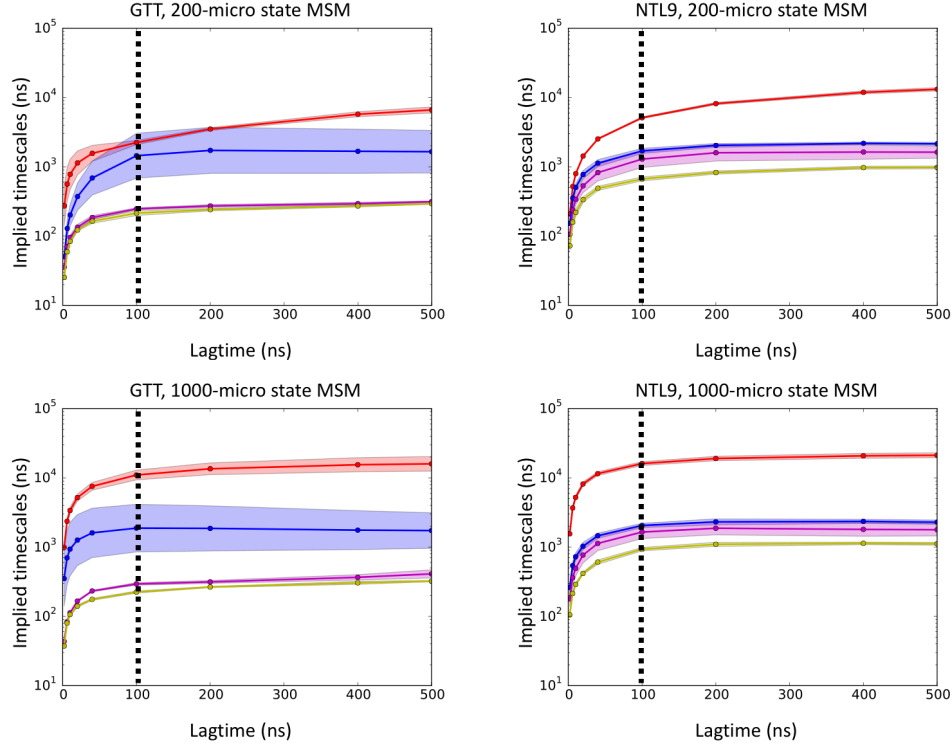 GTT, 200-micro state MSM
10^5
10^4
10^3
10^2
10^1
Implied timescales (ns)
0 100 200 300 400 500
Lagtime (ns)
NTL9, 200-micro state MSM
10^5
10^4
10^3
10^2
10^1
Implied timescales (ns)
0 100 200 300 400 500
Lagtime (ns)
GTT, 1000-micro state MSM
10^5
10^4
10^3
10^2
10^1
Implied timescales (ns)
0 100 200 300 400 500
Lagtime (ns)
NTL9, 1000-micro state MSM
10^5
10^4
10^3
10^2
10^1
Implied timescales (ns)
0 100 200 300 400 500
Lagtime (ns)